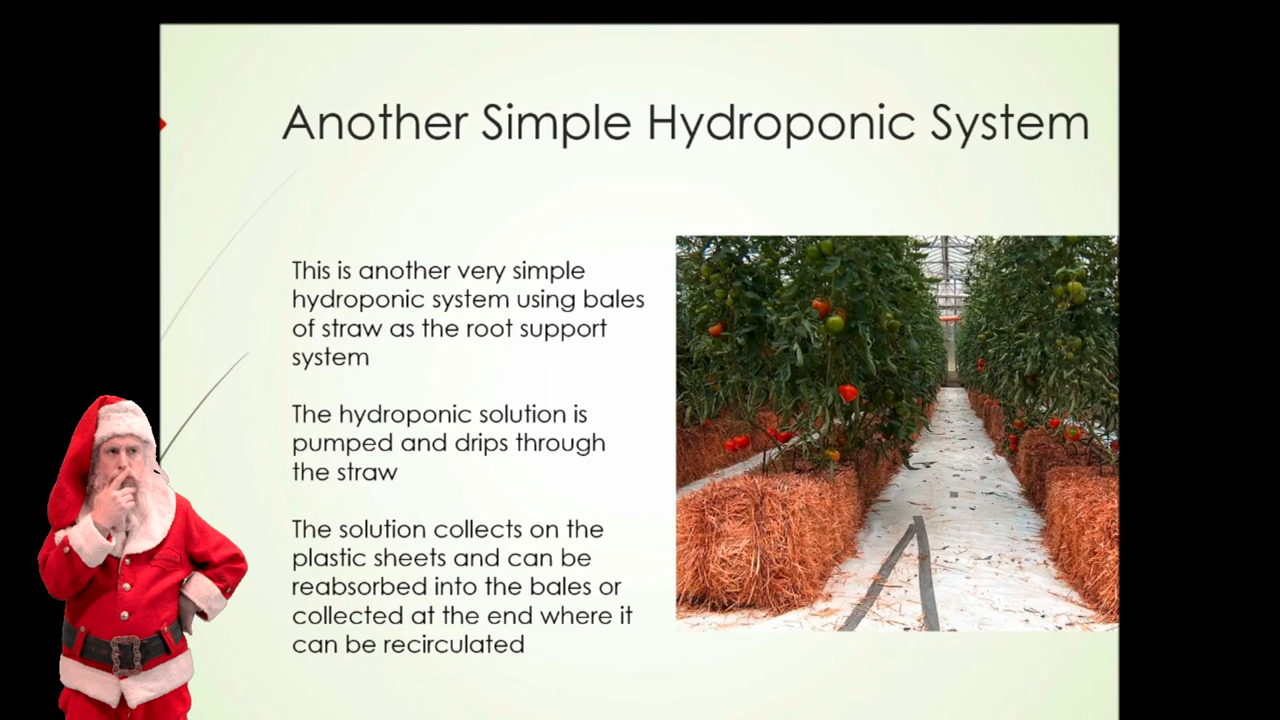 Another Simple Hydroponic System
This is another very simple
hydroponic system using bales
of straw as the root support
system
The hydroponic solution is
pumped and drips through
the straw
The solution collects on the
plastic sheets and can be
reabsorbed into the bales or
collected at the end where it
can be recirculated